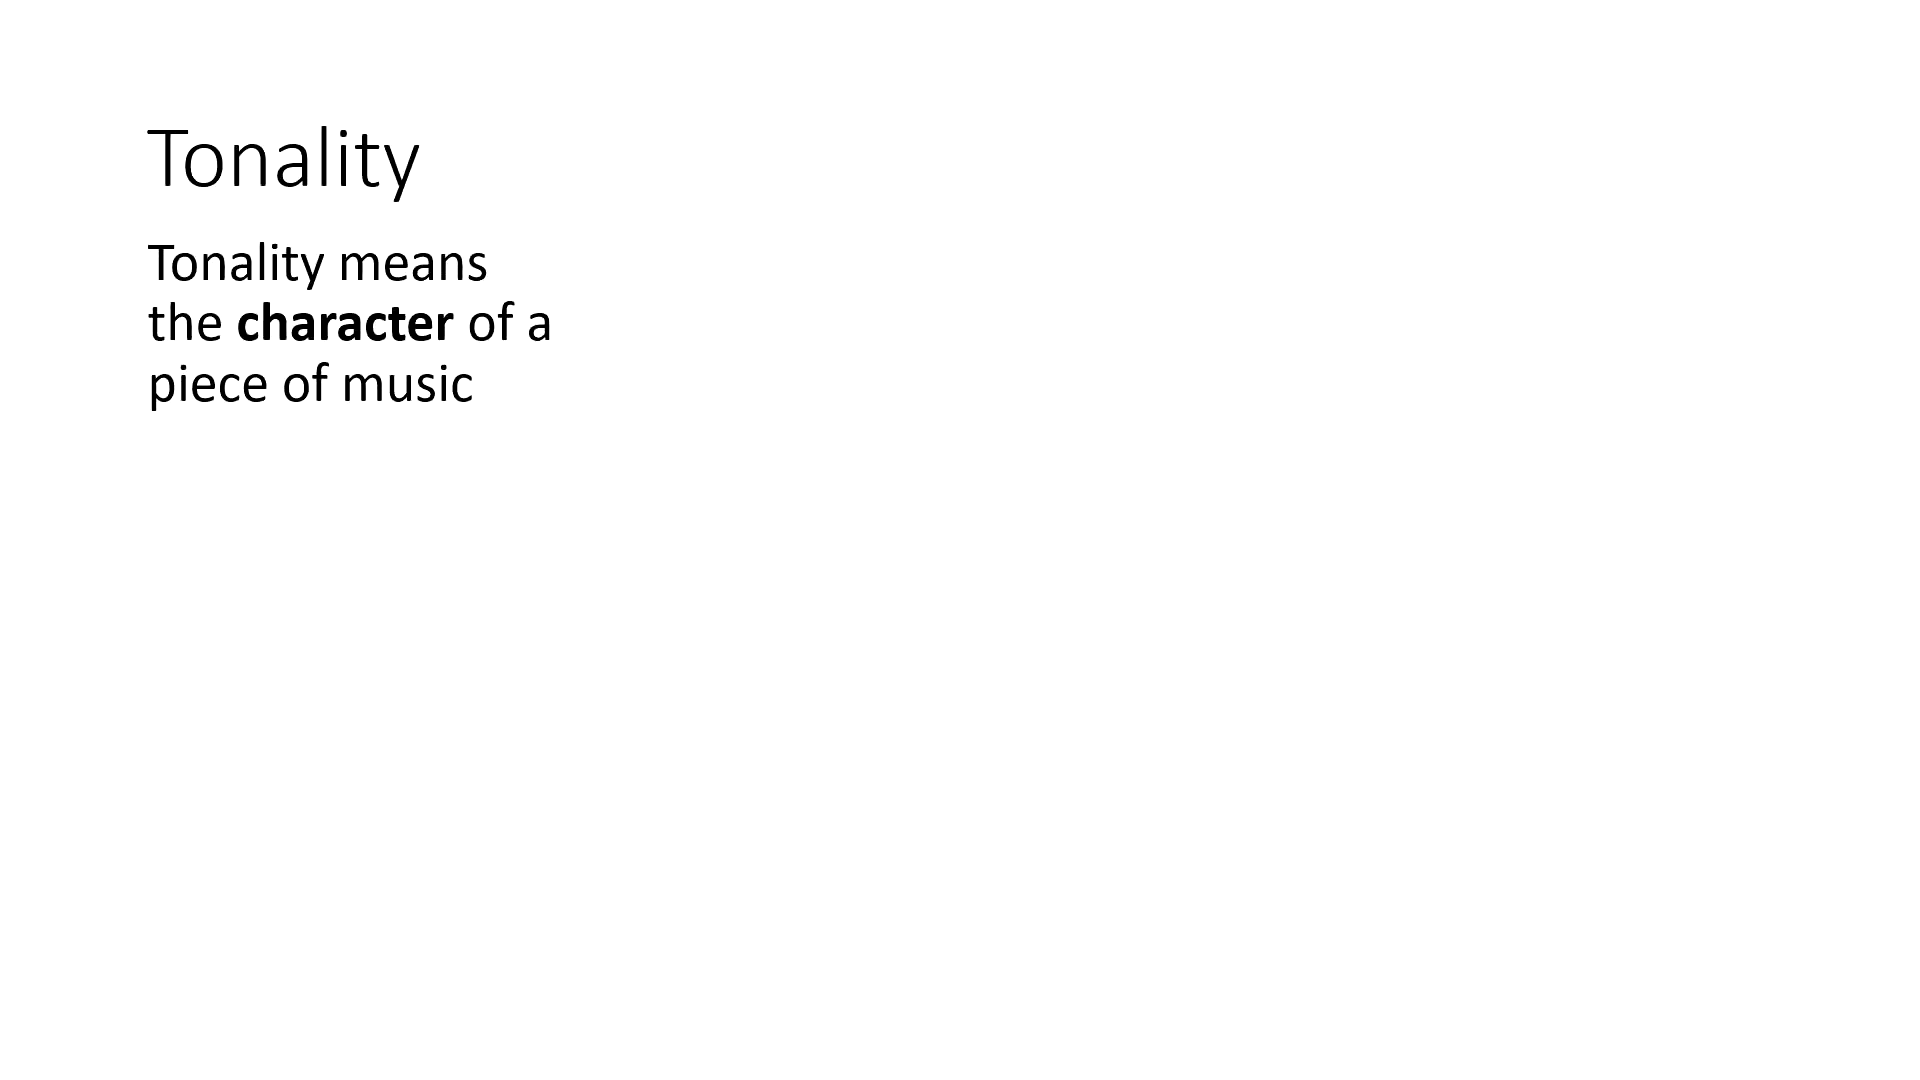 Tonality
Tonality means
the character of a
piece of music